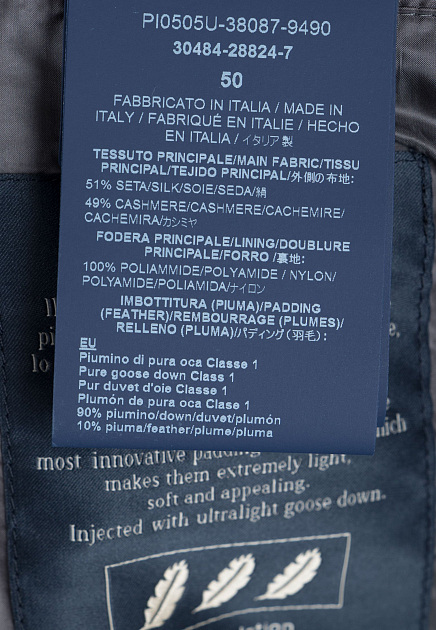 PI0505U-38087-9490
30484-28824-7
50
FABBRICATO IN ITALIA / MADE IN
ITALY / FABRIQUÉ EN ITALIE / HECHO
EN ITALIA / イタリア製
TESSUTO PRINCIPALE/MAIN FABRIC/TISSU
PRINCIPAL/TEJIDO PRINCIPAL/外側の布地:
51% SETA/SILK/SOIE/SEDA/絹
49% CASHMERE/CASHMERE/CACHEMIRE/
CACHEMIRA/カシミヤ
FODERA PRINCIPALE/LINING/DOUBLURE
PRINCIPALE/FORRO /裏地:
100% POLIAMMIDE/POLYAMIDE / NYLON/
POLYAMIDE/POLIAMIDA/ナイロン
IMBOTTITURA (PIUMA)/PADDING
(FEATHER)/REMBOURRAGE (PLUMES)/
RELLENO (PLUMA)/パディング (羽毛):
EU
Piumino di pura oca Classe 1
Pure goose down Class 1
Pur duvet d'oie Classe 1
Plumón de pura oca Clase 1
90% piumino/down/duvet/plumón
10% piuma/feather/plume/pluma
most innovative
makes them extremely light,
soft and appealing.
Injected with ultralight goose down.